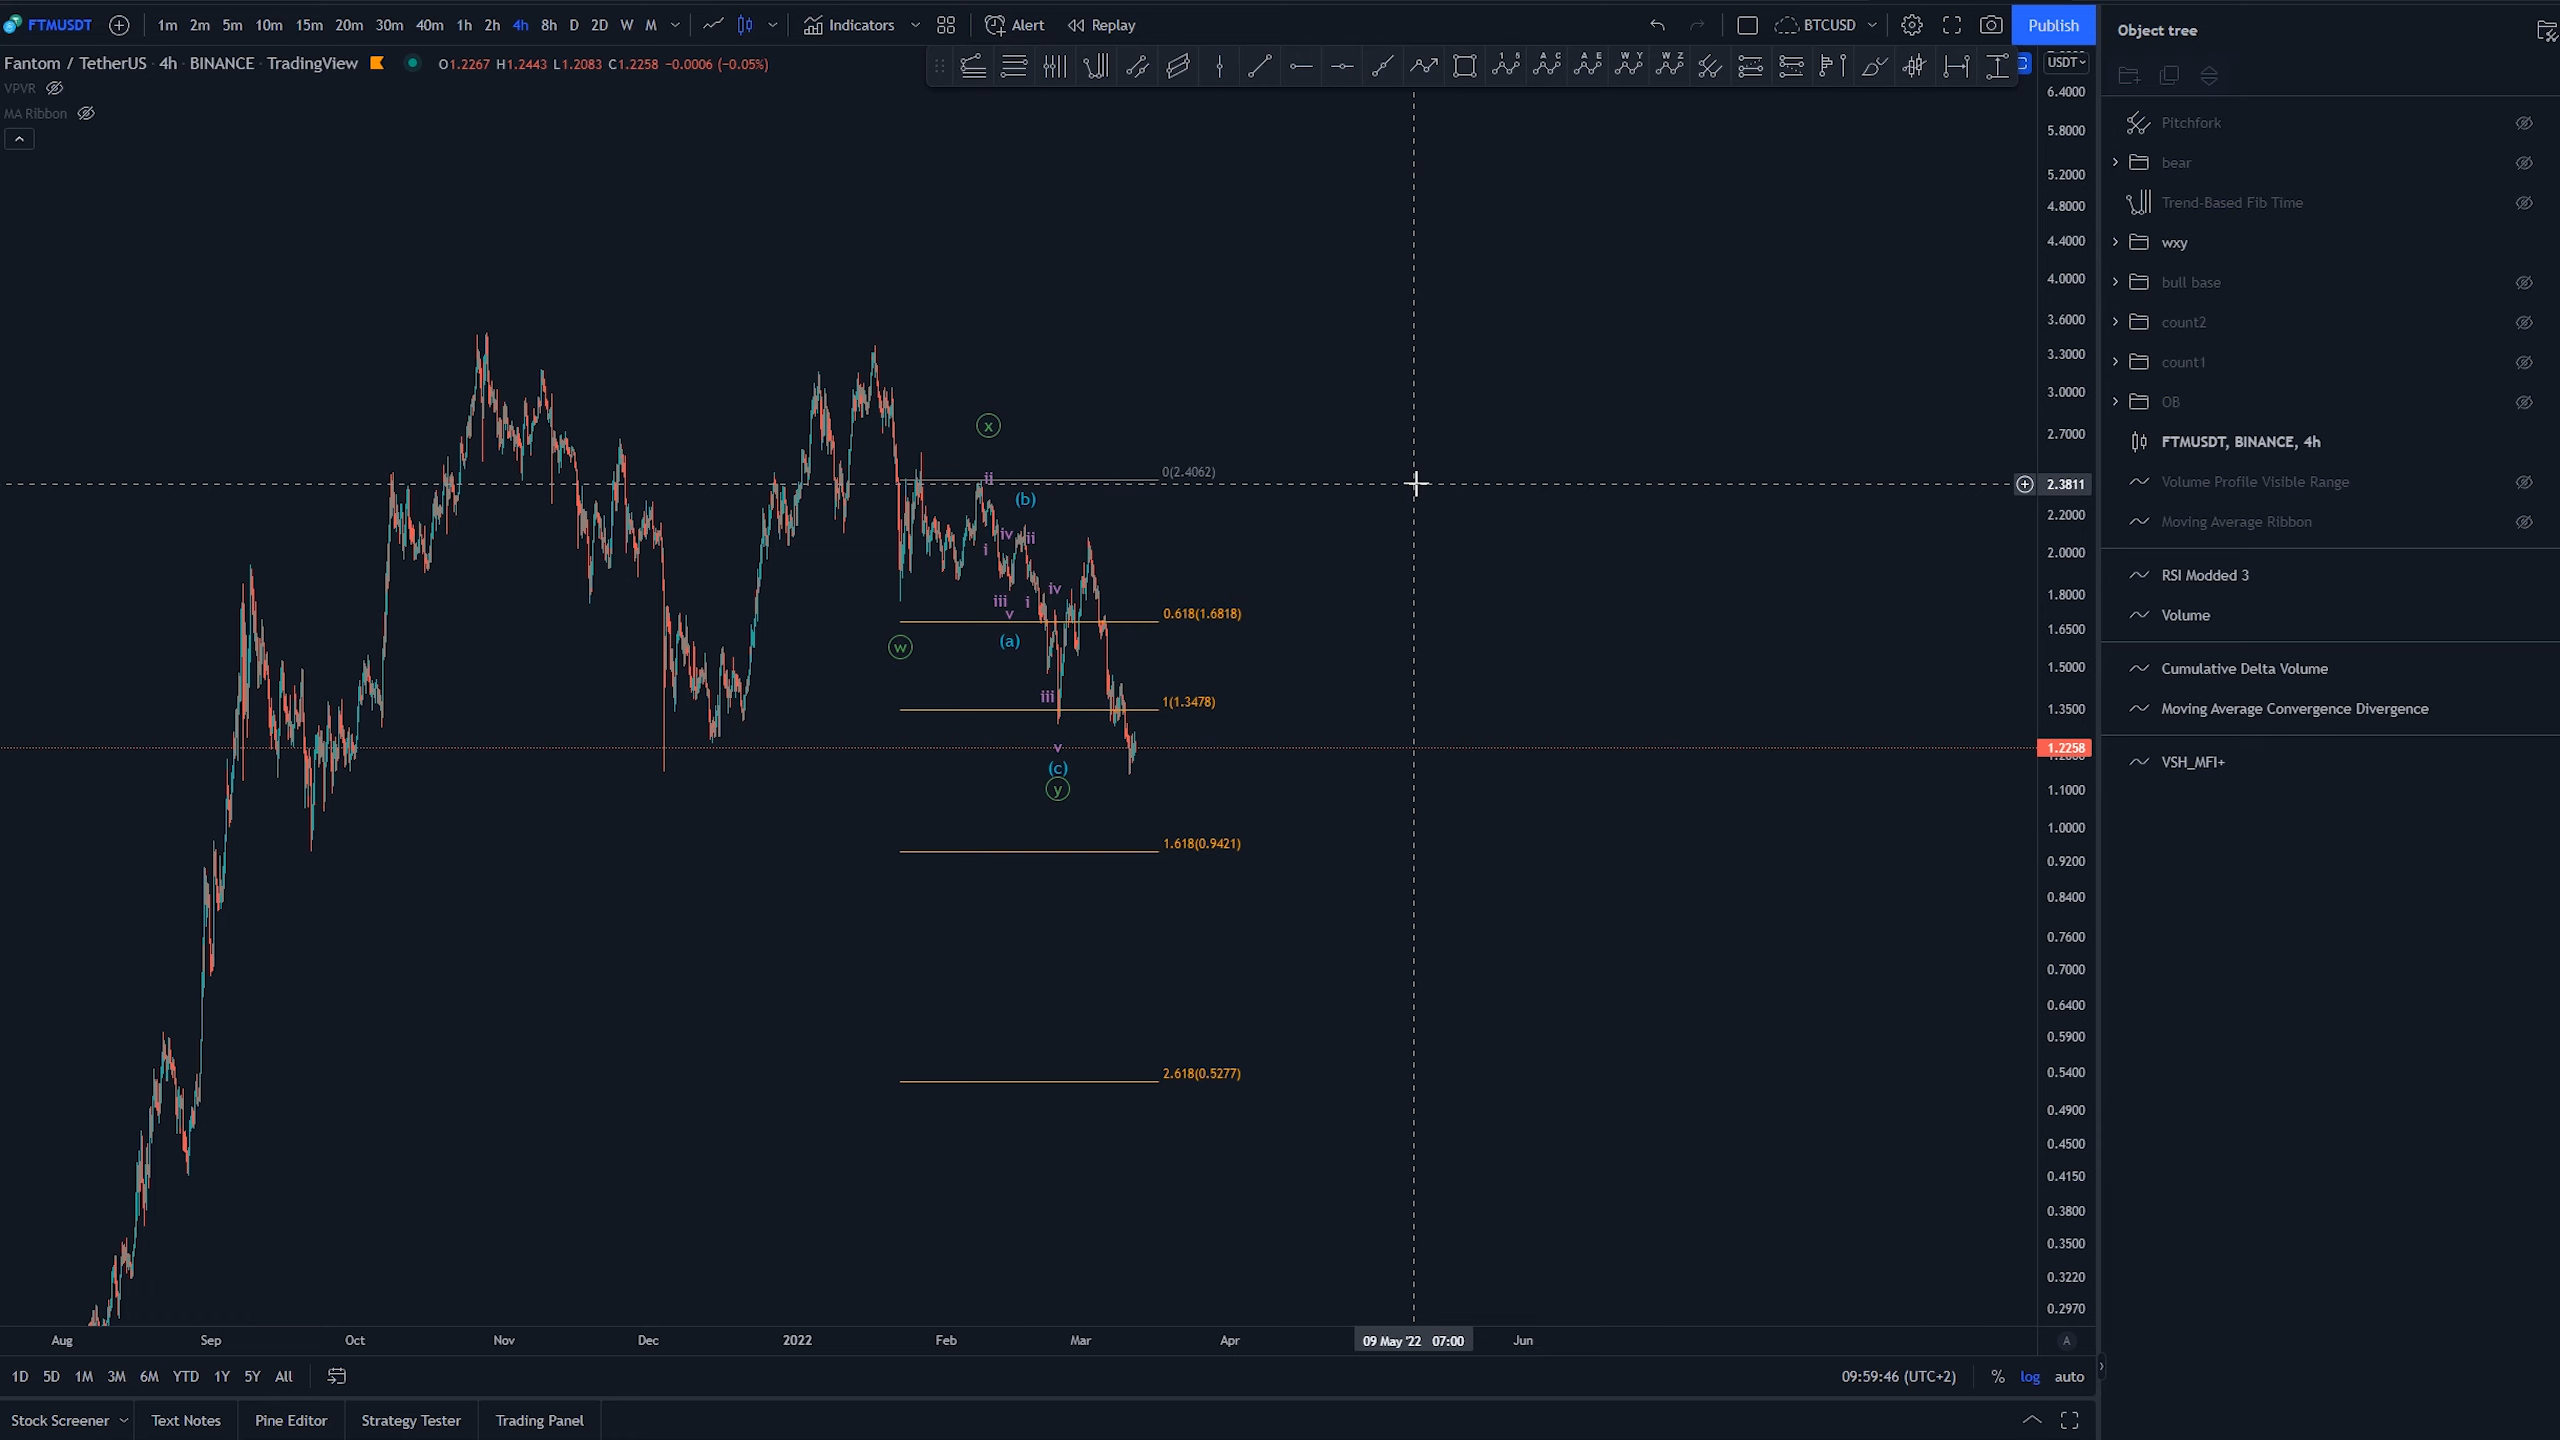 FTMUSDT 1m 2m 5m 10m 15m 20m 30m 40m 1h 2h 4h 8h D 2D W M Indicators Alert Replay BTCUSD Publish
Object tree
Fantom / TetherUS · 4h · BINANCE · TradingView O1.2267 H1.2443 L1.2083 C1.2258 −0.0006 (−0.05%)
USDT
VPVR
MA Ribbon
6.4000
5.8000
5.2000
4.8000
4.4000
4.0000
3.6000
3.3000
3.0000
2.7000
2.3811
2.2000
2.0000
1.8000
1.6500
1.5000
1.3500
1.2258
1.1000
1.0000
0.9200
0.8400
0.7600
0.7000
0.6400
0.5900
0.5400
0.4900
0.4500
0.4150
0.3800
0.3500
0.3220
0.2970
x
0(2.4062)
ii
(b)
iv
ii
i
iv
iii
i
v
0.618(1.6818)
(a)
w
iii
1(1.3478)
v
(c)
y
1.618(0.9421)
2.618(0.5277)
Pitchfork
bear
Trend-Based Fib Time
wxy
bull base
count2
count1
OB
FTMUSDT, BINANCE, 4h
Volume Profile Visible Range
Moving Average Ribbon
RSI Modded 3
Volume
Cumulative Delta Volume
Moving Average Convergence Divergence
VSH_MFI+
Aug Sep Oct Nov Dec 2022 Feb Mar Apr 09 May '22 07:00 Jun A
1D 5D 1M 3M 6M YTD 1Y 5Y All 09:59:46 (UTC+2) % log auto
Stock Screener Text Notes Pine Editor Strategy Tester Trading Panel